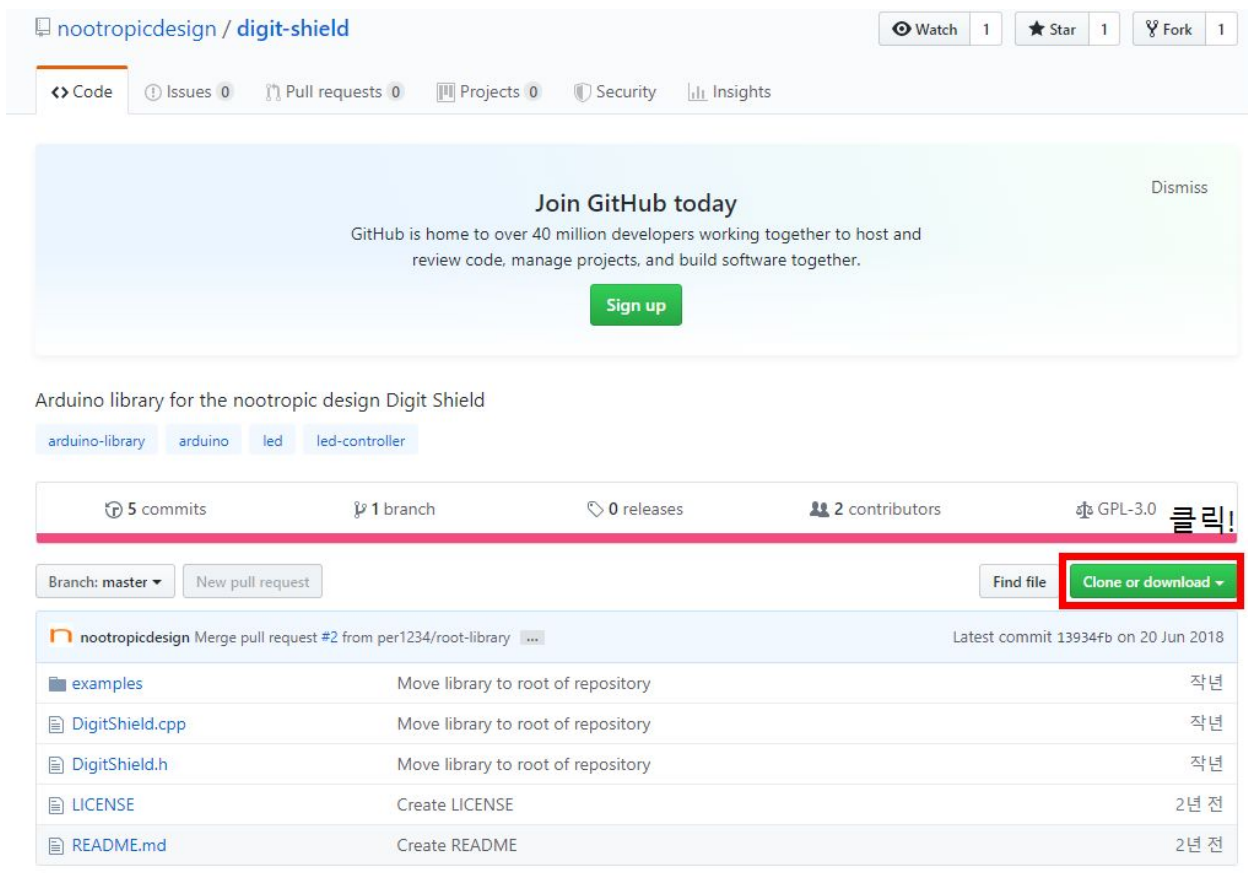 nootropicdesign / digit-shield
Watch 1 Star 1 Fork 1
Code Issues 0 Pull requests 0 Projects 0 Security Insights
Dismiss
Join GitHub today
GitHub is home to over 40 million developers working together to host and
review code, manage projects, and build software together.
Sign up
Arduino library for the nootropic design Digit Shield
arduino-library arduino led led-controller
5 commits 1 branch 0 releases 2 contributors GPL-3.0 클릭!
Branch: master New pull request Find file Clone or download
nootropicdesign Merge pull request #2 from per1234/root-library ... Latest commit 13934fb on 20 Jun 2018
examples Move library to root of repository 작년
DigitShield.cpp Move library to root of repository 작년
DigitShield.h Move library to root of repository 작년
LICENSE Create LICENSE 2년 전
README.md Create README 2년 전